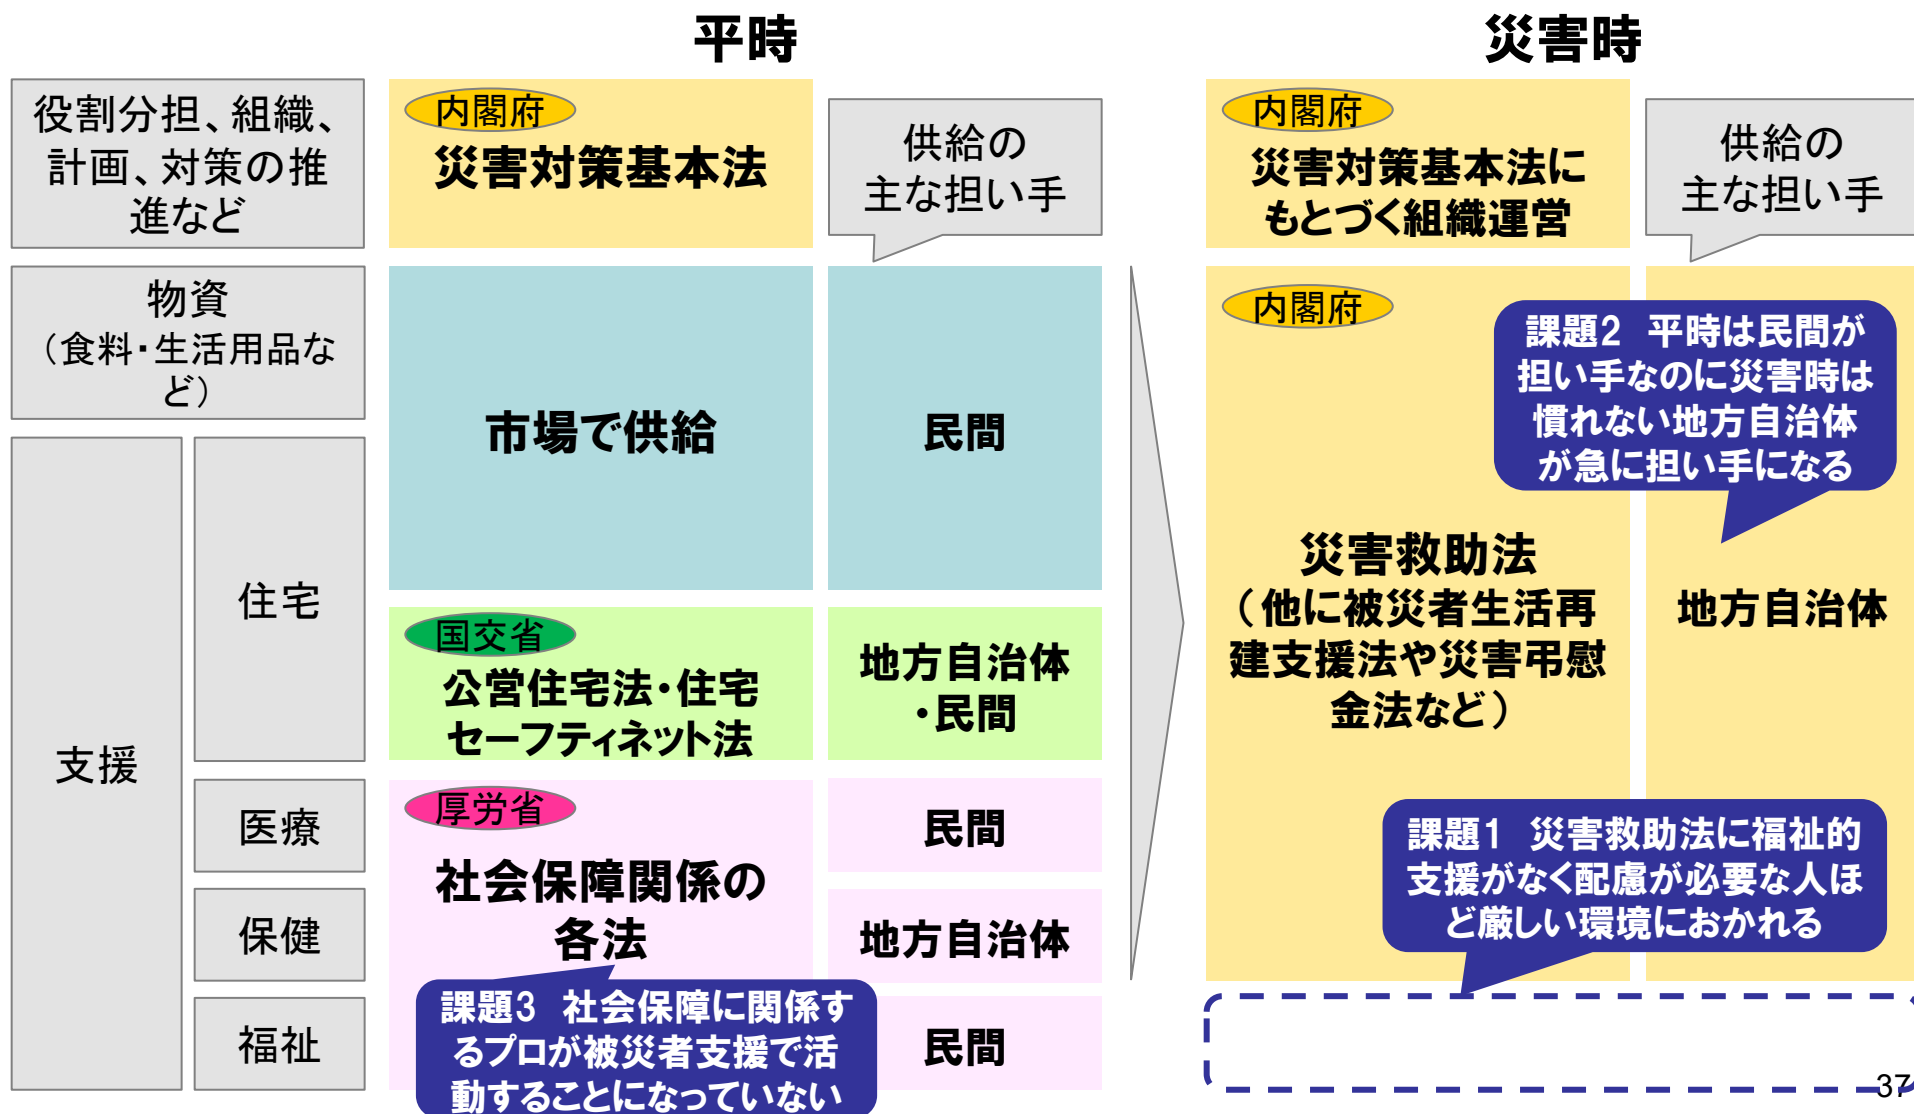 平時
災害時
役割分担、組織、
計画、対策の推
進など
内閣府
災害対策基本法
供給の
主な担い手
内閣府
災害対策基本法に
もとづく組織運営
供給の
主な担い手
物資
（食料・生活用品な
ど）
市場で供給
民間
内閣府
課題2　平時は民間が
担い手なのに災害時は
慣れない地方自治体
が急に担い手になる
災害救助法
（他に被災者生活再
建支援法や災害弔慰
金法など）
地方自治体
支援
住宅
国交省
公営住宅法・住宅
セーフティネット法
地方自治体
・民間
医療
厚労省
社会保障関係の
各法
民間
課題1　災害救助法に福祉的
支援がなく配慮が必要な人ほ
ど厳しい環境におかれる
保健
地方自治体
福祉
課題3　社会保障に関係す
るプロが被災者支援で活
動することになっていない
民間
37